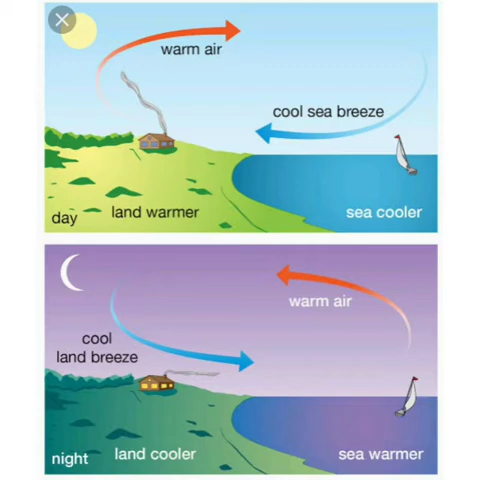 warm air
cool sea breeze
day
land warmer
sea cooler
warm air
cool
land breeze
night
land cooler
sea warmer